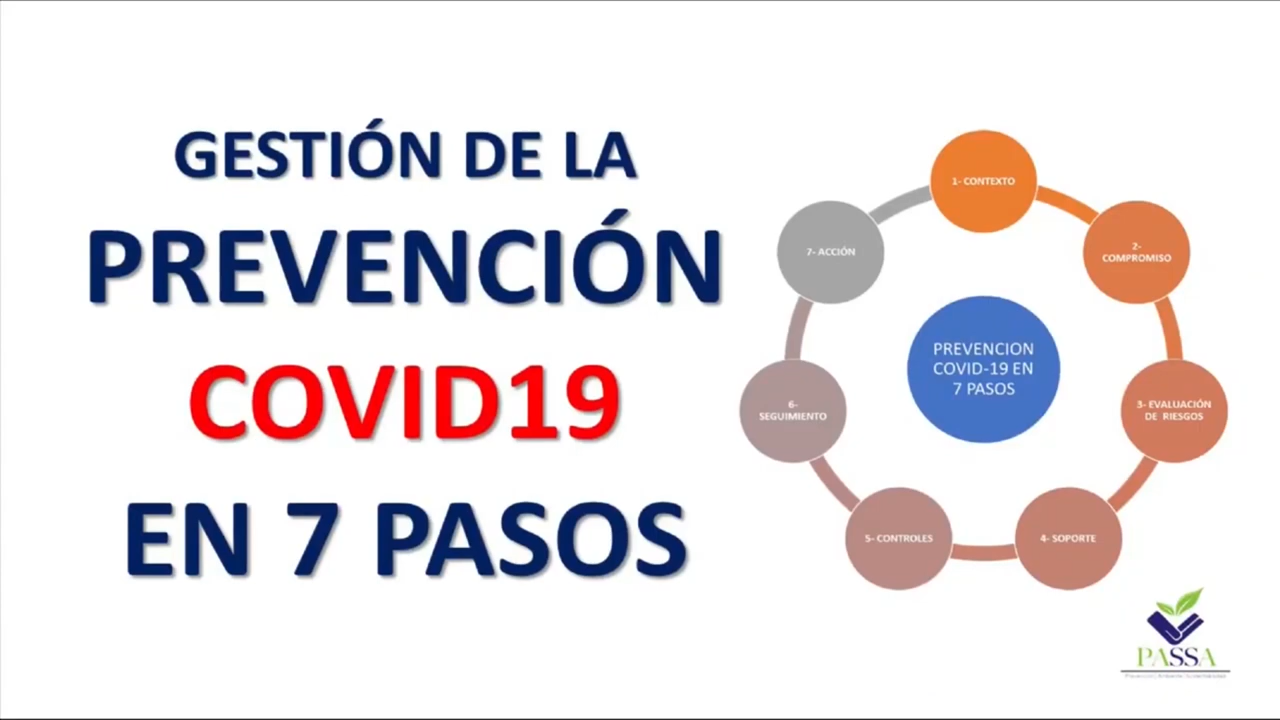 GESTIÓN DE LA
PREVENCIÓN
COVID19
EN 7 PASOS
1- CONTEXTO
2-
COMPROMISO
3- EVALUACIÓN
DE RIESGOS
4- SOPORTE
5- CONTROLES
6-
SEGUIMIENTO
7- ACCIÓN
PREVENCION
COVID-19 EN
7 PASOS
PASSA